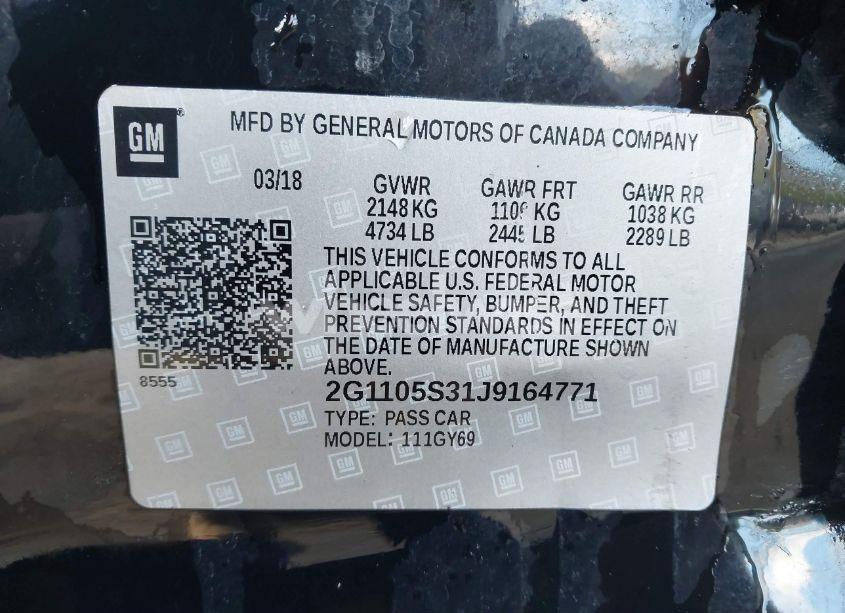 GM
MFD BY GENERAL MOTORS OF CANADA COMPANY
03/18 GVWR GAWR FRT GAWR RR
2148 KG KG 1038 KG
4734 LB LB 2289 LB
THIS VEHICLE CONFORMS TO ALL
APPLICABLE U.S. FEDERAL MOTOR
VEHICLE SAFETY, BUMPER, AND THEFT
PREVENTION STANDARDS IN EFFECT ON
THE DATE OF MANUFACTURE SHOWN
ABOVE.
8555
2G1105S31J9164771
TYPE: PASS CAR
MODEL: 111GY69